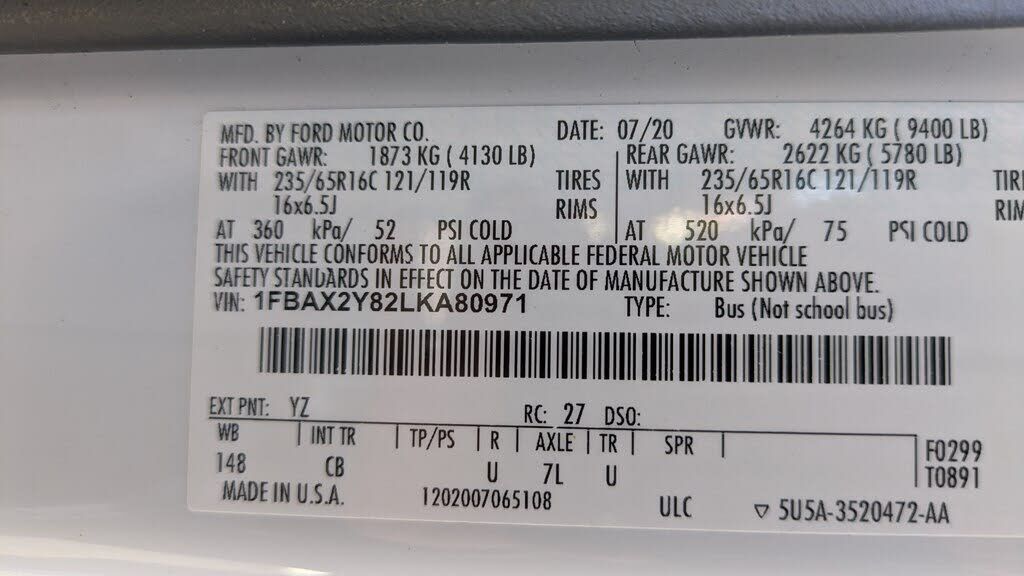 MFD. BY FORD MOTOR CO. DATE: 07/20 GVWR: 4264 KG ( 9400 LB)
FRONT GAWR: 1873 KG ( 4130 LB) REAR GAWR: 2622 KG ( 5780 LB)
WITH 235/65R16C 121/119R TIRES WITH 235/65R16C 121/119R TIR
16x6.5J RIMS 16x6.5J RIM
AT 360 kPa/ 52 PSI COLD AT 520 kPa/ 75 PSI COLD
THIS VEHICLE CONFORMS TO ALL APPLICABLE FEDERAL MOTOR VEHICLE
SAFETY STANDARDS IN EFFECT ON THE DATE OF MANUFACTURE SHOWN ABOVE.
VIN: 1FBAX2Y82LKA80971 TYPE: Bus (Not school bus)
EXT PNT: YZ RC: 27 DSO:
WB INT TR TP/PS R AXLE TR SPR F0299
148 CB U 7L U T0891
MADE IN U.S.A. 1202007065108 ULC ▽ 5U5A-3520472-AA